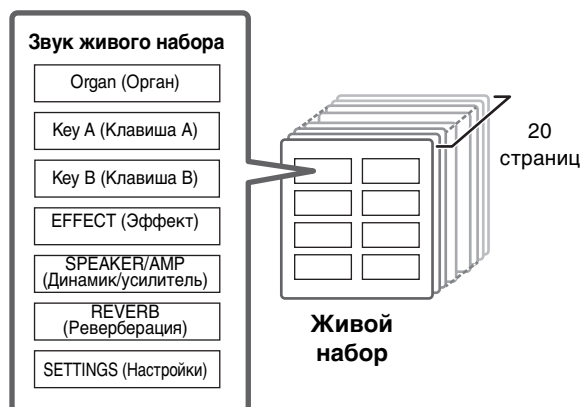 Звук живого набора
Organ (Орган)
Key A (Клавиша A)
Key B (Клавиша B)
EFFECT (Эффект)
SPEAKER/AMP
(Динамик/усилитель)
REVERB
(Реверберация)
SETTINGS (Настройки)
20
страниц
Живой
набор